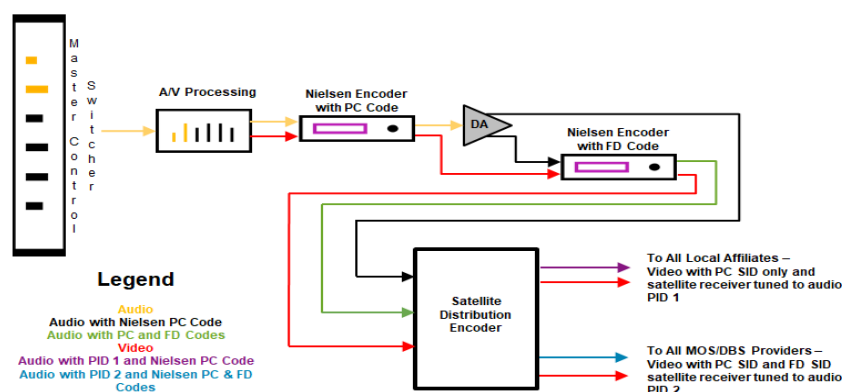 Master Control
Switcher
A/V Processing
Nielsen Encoder
with PC Code
DA
Nielsen Encoder
with FD Code
Satellite
Distribution
Encoder
To All Local Affiliates –
Video with PC SID only and
satellite receiver tuned to audio
PID 1
To All MOS/DBS Providers –
Video with PC SID and FD SID
satellite receiver tuned to audio
PID 2
Legend
Audio
Audio with Nielsen PC Code
Audio with PC and FD Codes
Video
Audio with PID 1 and Nielsen PC Code
Audio with PID 2 and Nielsen PC & FD
Codes